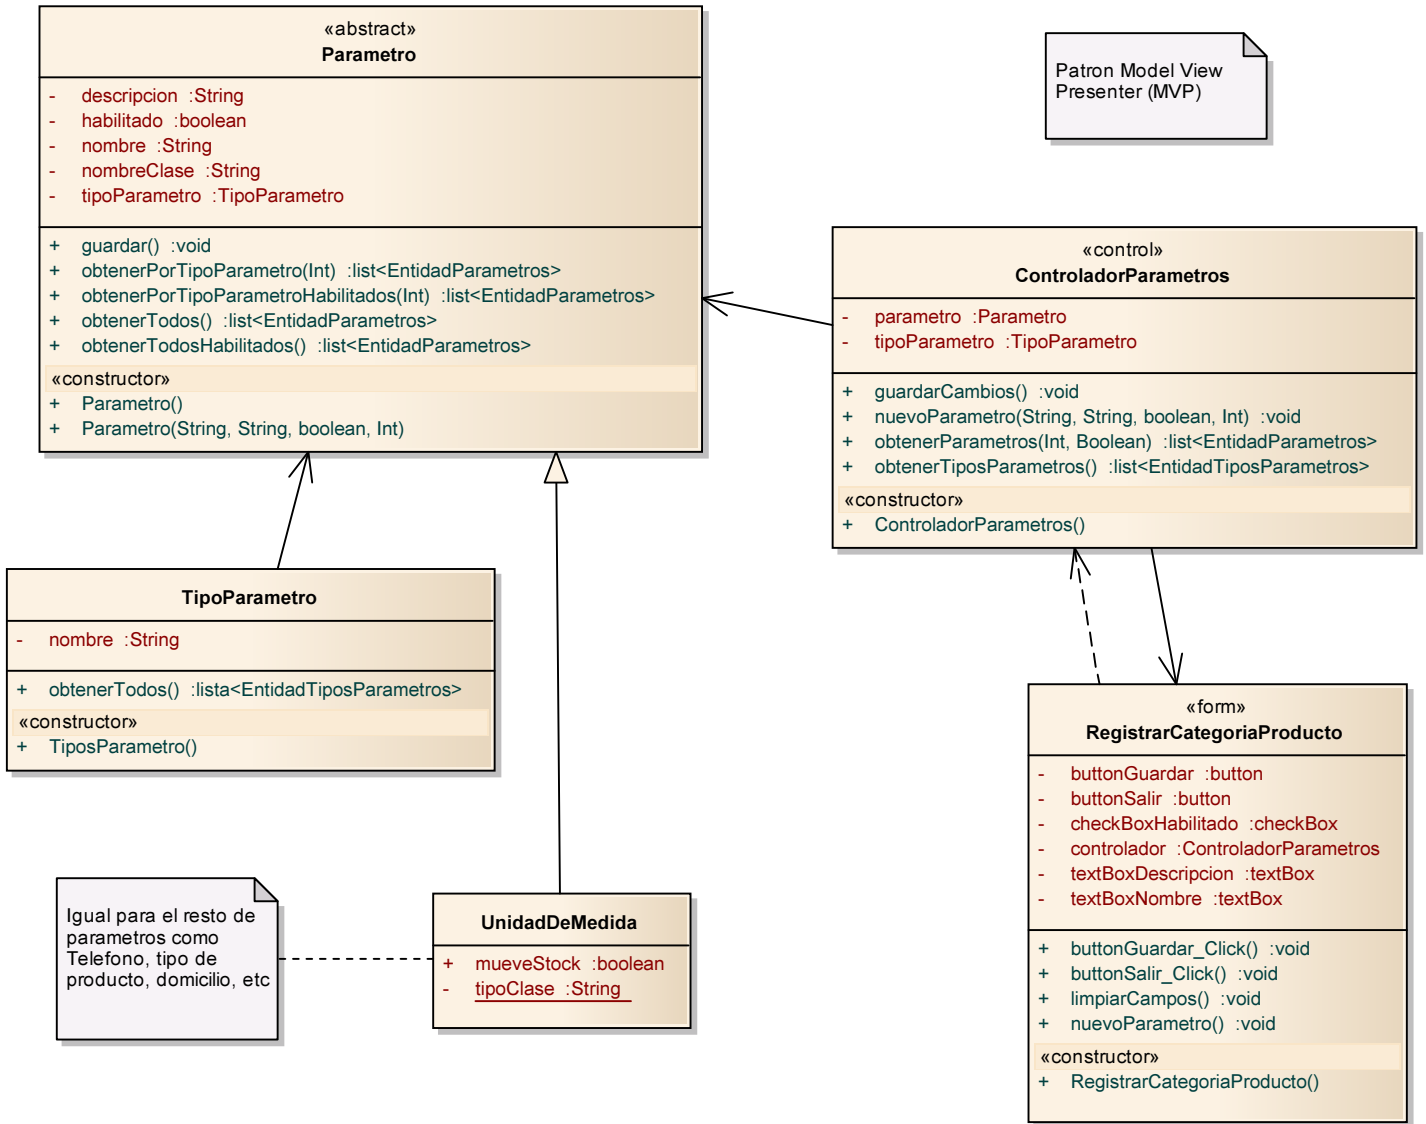 «abstract»
Parametro
- descripcion :String
- habilitado :boolean
- nombre :String
- nombreClase :String
- tipoParametro :TipoParametro
+ guardar() :void
+ obtenerPorTipoParametro(Int) :list<EntidadParametros>
+ obtenerPorTipoParametroHabilitados(Int) :list<EntidadParametros>
+ obtenerTodos() :list<EntidadParametros>
+ obtenerTodosHabilitados() :list<EntidadParametros>
«constructor»
+ Parametro()
+ Parametro(String, String, boolean, Int)
Patron Model View
Presenter (MVP)
«control»
ControladorParametros
- parametro :Parametro
- tipoParametro :TipoParametro
+ guardarCambios() :void
+ nuevoParametro(String, String, boolean, Int) :void
+ obtenerParametros(Int, Boolean) :list<EntidadParametros>
+ obtenerTiposParametros() :list<EntidadTiposParametros>
«constructor»
+ ControladorParametros()
TipoParametro
- nombre :String
+ obtenerTodos() :lista<EntidadTiposParametros>
«constructor»
+ TiposParametro()
«form»
RegistrarCategoriaProducto
- buttonGuardar :button
- buttonSalir :button
- checkBoxHabilitado :checkBox
- controlador :ControladorParametros
- textBoxDescripcion :textBox
- textBoxNombre :textBox
+ buttonGuardar_Click() :void
+ buttonSalir_Click() :void
+ limpiarCampos() :void
+ nuevoParametro() :void
«constructor»
+ RegistrarCategoriaProducto()
Igual para el resto de
parametros como
Telefono, tipo de
producto, domicilio, etc
UnidadDeMedida
+ mueveStock :boolean
- tipoClase :String